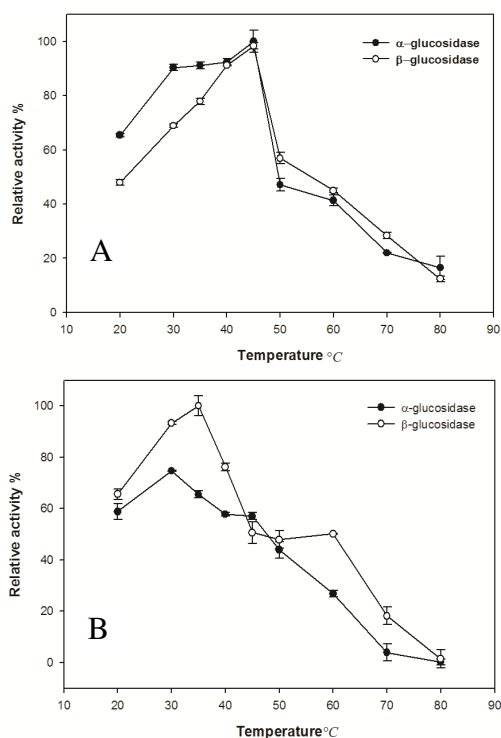 100
80
60
40
20
0
Relative activity %
α–glucosidase
β–glucosidase
A
10 20 30 40 50 60 70 80 90
Temperature °C
100
80
60
40
20
0
Relative activity %
α-glucosidase
β-glucosidase
B
10 20 30 40 50 60 70 80 90
Temperature°C